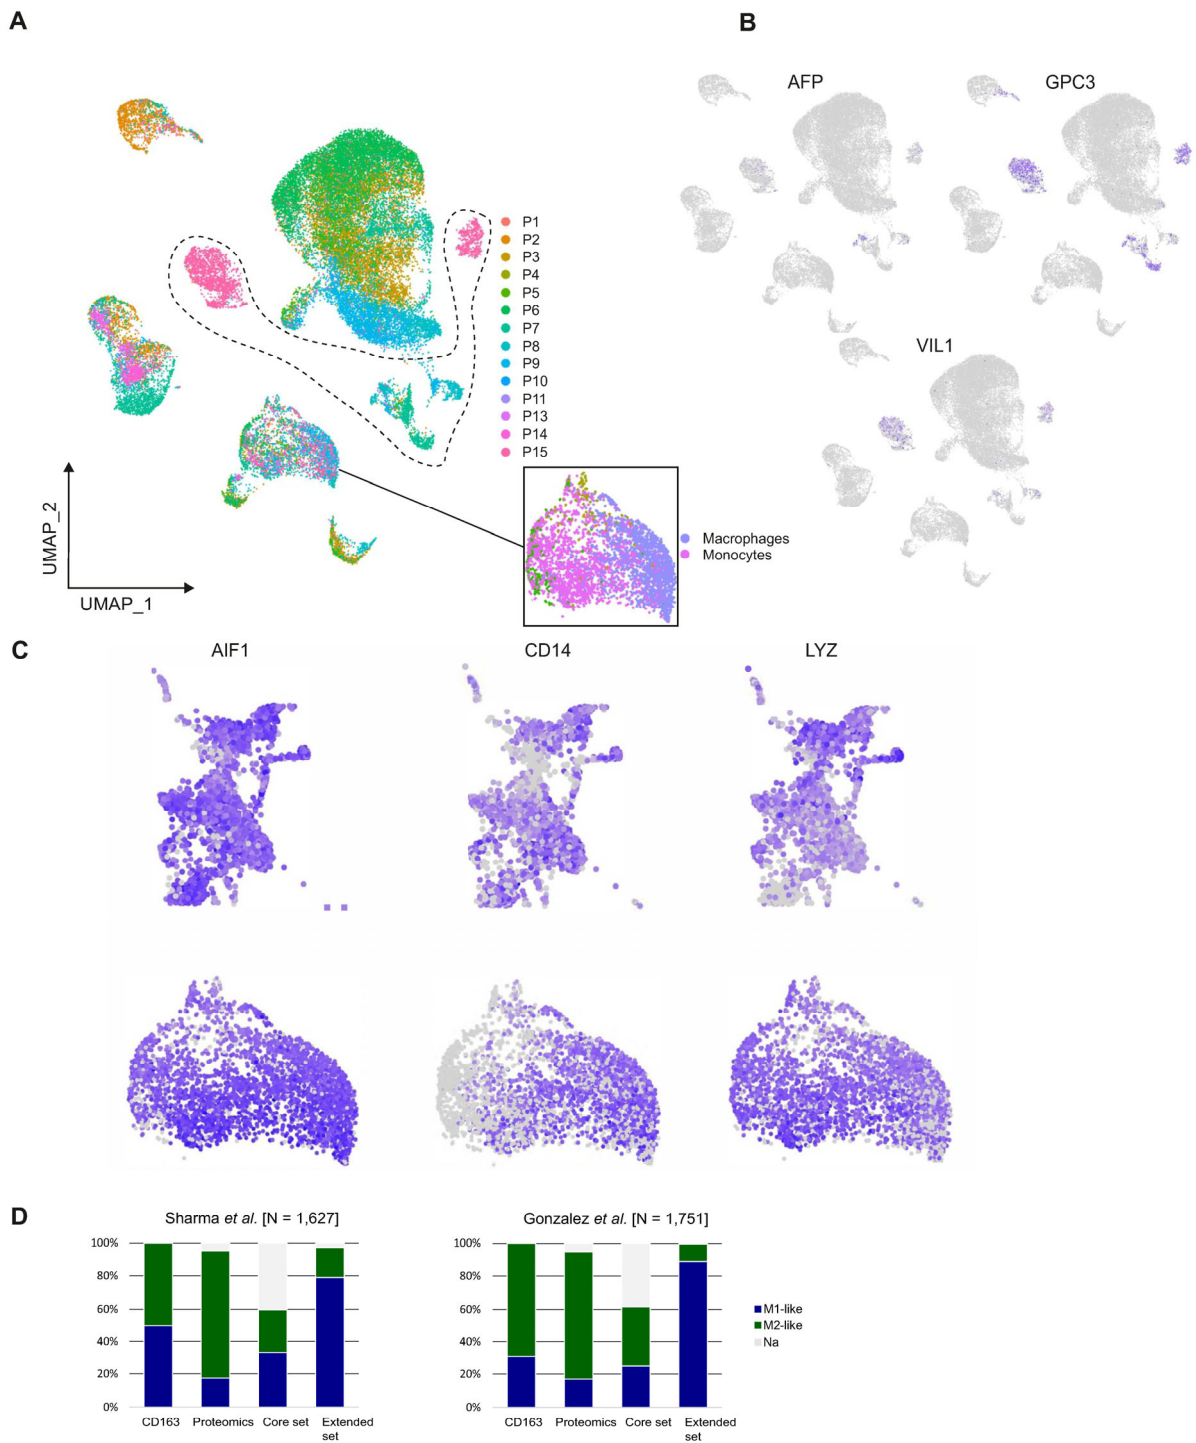 A
B
AFP
GPC3
VIL1
P1
P2
P3
P4
P5
P6
P7
P8
P9
P10
P11
P13
P14
P15
UMAP_2
UMAP_1
Macrophages
Monocytes
C
AIF1
CD14
LYZ
D
Sharma et al. [N = 1,627]
100%
80%
60%
40%
20%
0%
CD163
Proteomics
Core set
Extended
set
Gonzalez et al. [N = 1,751]
100%
80%
60%
40%
20%
0%
CD163
Proteomics
Core set
Extended
set
M1-like
M2-like
Na